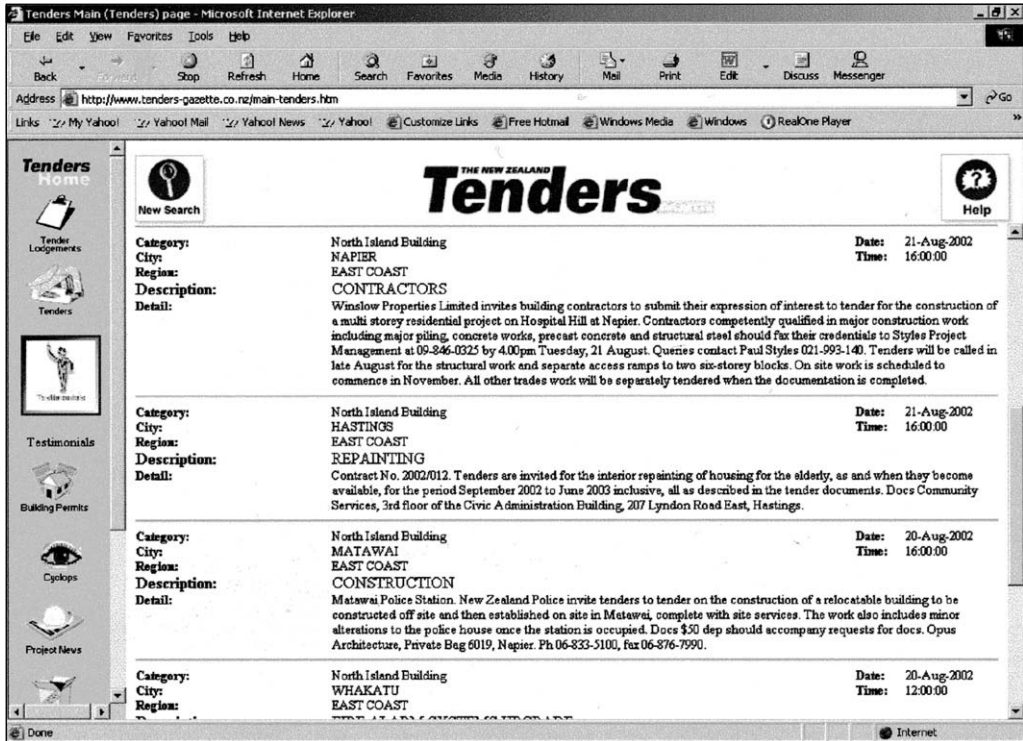 Tenders Main (Tenders) page - Microsoft Internet Explorer
File Edit View Favorites Tools Help
Back Stop Refresh Home Search Favorites Media History Mail Print Edit Discuss Messenger
Address http://www.tenders-gazette.co.nz/main-tenders.htm Go
Links My Yahoo! Yahoo! Mail Yahoo! News Yahoo! Customize Links Free Hotmail Windows Media Windows RealOne Player »
Tenders
Home
Tender
Lodgements
Tenders
Testimonials
Building Permits
Cyclops
Project News
New Search
THE NEW ZEALAND
Tenders
Help
Category: North Island Building Date: 21-Aug-2002
City: NAPIER Time: 16:00:00
Region: EAST COAST
Description: CONTRACTORS
Detail: Winslow Properties Limited invites building contractors to submit their expression of interest to tender for the construction of
a multi storey residential project on Hospital Hill at Napier. Contractors competently qualified in major construction work
including major piling, concrete works, precast concrete and structural steel should fax their credentials to Styles Project
Management at 09-846-0325 by 4.00pm Tuesday, 21 August. Queries contact Paul Styles 021-993-140. Tenders will be called in
late August for the structural work and separate access ramps to two six-storey blocks. On site work is scheduled to
commence in November. All other trades work will be separately tendered when the documentation is completed.
Category: North Island Building Date: 21-Aug-2002
City: HASTINGS Time: 16:00:00
Region: EAST COAST
Description: REPAINTING
Detail: Contract No. 2002/012. Tenders are invited for the interior repainting of housing for the elderly, as and when they become
available, for the period September 2002 to June 2003 inclusive, all as described in the tender documents. Docs Community
Services, 3rd floor of the Civic Administration Building, 207 Lyndon Road East, Hastings.
Category: North Island Building Date: 20-Aug-2002
City: MATAWAI Time: 16:00:00
Region: EAST COAST
Description: CONSTRUCTION
Detail: Matawai Police Station. New Zealand Police invite tenders to tender on the construction of a relocatable building to be
constructed off site and then established on site in Matawai, complete with site services. The work also includes minor
alterations to the police house once the station is occupied. Docs $50 dep should accompany requests for docs. Opus
Architecture, Private Bag 6019, Napier. Ph 06-833-5100, fax 06-876-7990.
Category: North Island Building Date: 20-Aug-2002
City: WHAKATU Time: 12:00:00
Region: EAST COAST
Done Internet